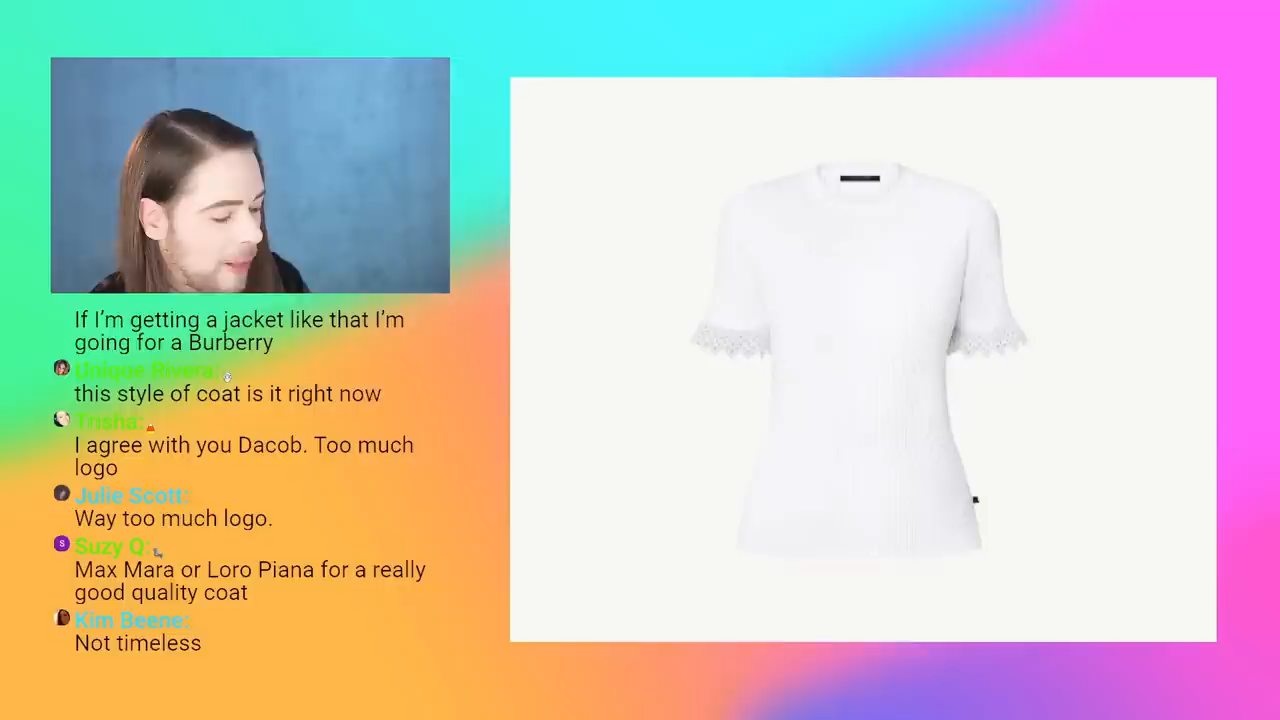 If I’m getting a jacket like that I’m
going for a Burberry
Unique Rivera:
this style of coat is it right now
Trisha:
I agree with you Dacob. Too much
logo
Julie Scott:
Way too much logo.
S Suzy Q:
Max Mara or Loro Piana for a really
good quality coat
Kim Beene:
Not timeless